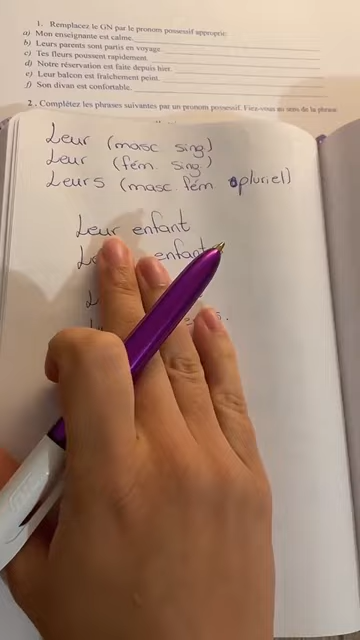 1. Remplacez le GN par le pronom possessif approprié.
a) Mon enseignante est calme.
b) Leurs parents sont partis en voyage.
c) Tes fleurs poussent rapidement.
d) Notre réservation est faite depuis hier.
e) Leur balcon est fraîchement peint.
f) Son divan est confortable.
2. Complétez les phrases suivantes par un pronom possessif. Fiez-vous au sens de la phrase
Leur (masc sing.)
Leur (fém. sing.)
Leurs (masc. fém pluriel)
Leur enfant
enfant